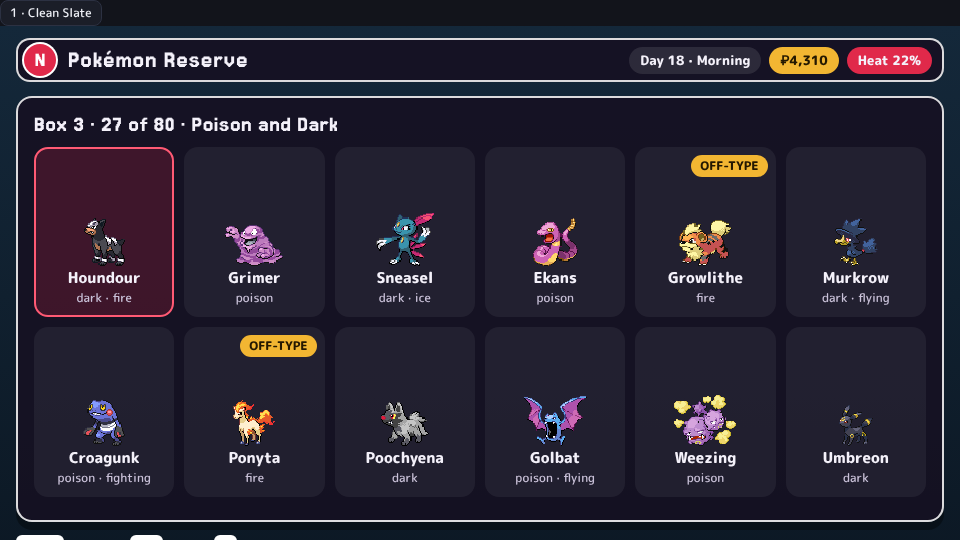 1 · Clean Slate
N Pokémon Reserve Day 18 · Morning ₽4,310 Heat 22%
Box 3 · 27 of 80 · Poison and Dark
OFF-TYPE
Houndour Grimer Sneasel Ekans Growlithe Murkrow
dark · fire poison dark · ice poison fire dark · flying
OFF-TYPE
Croagunk Ponyta Poochyena Golbat Weezing Umbreon
poison · fighting fire dark poison · flying poison dark